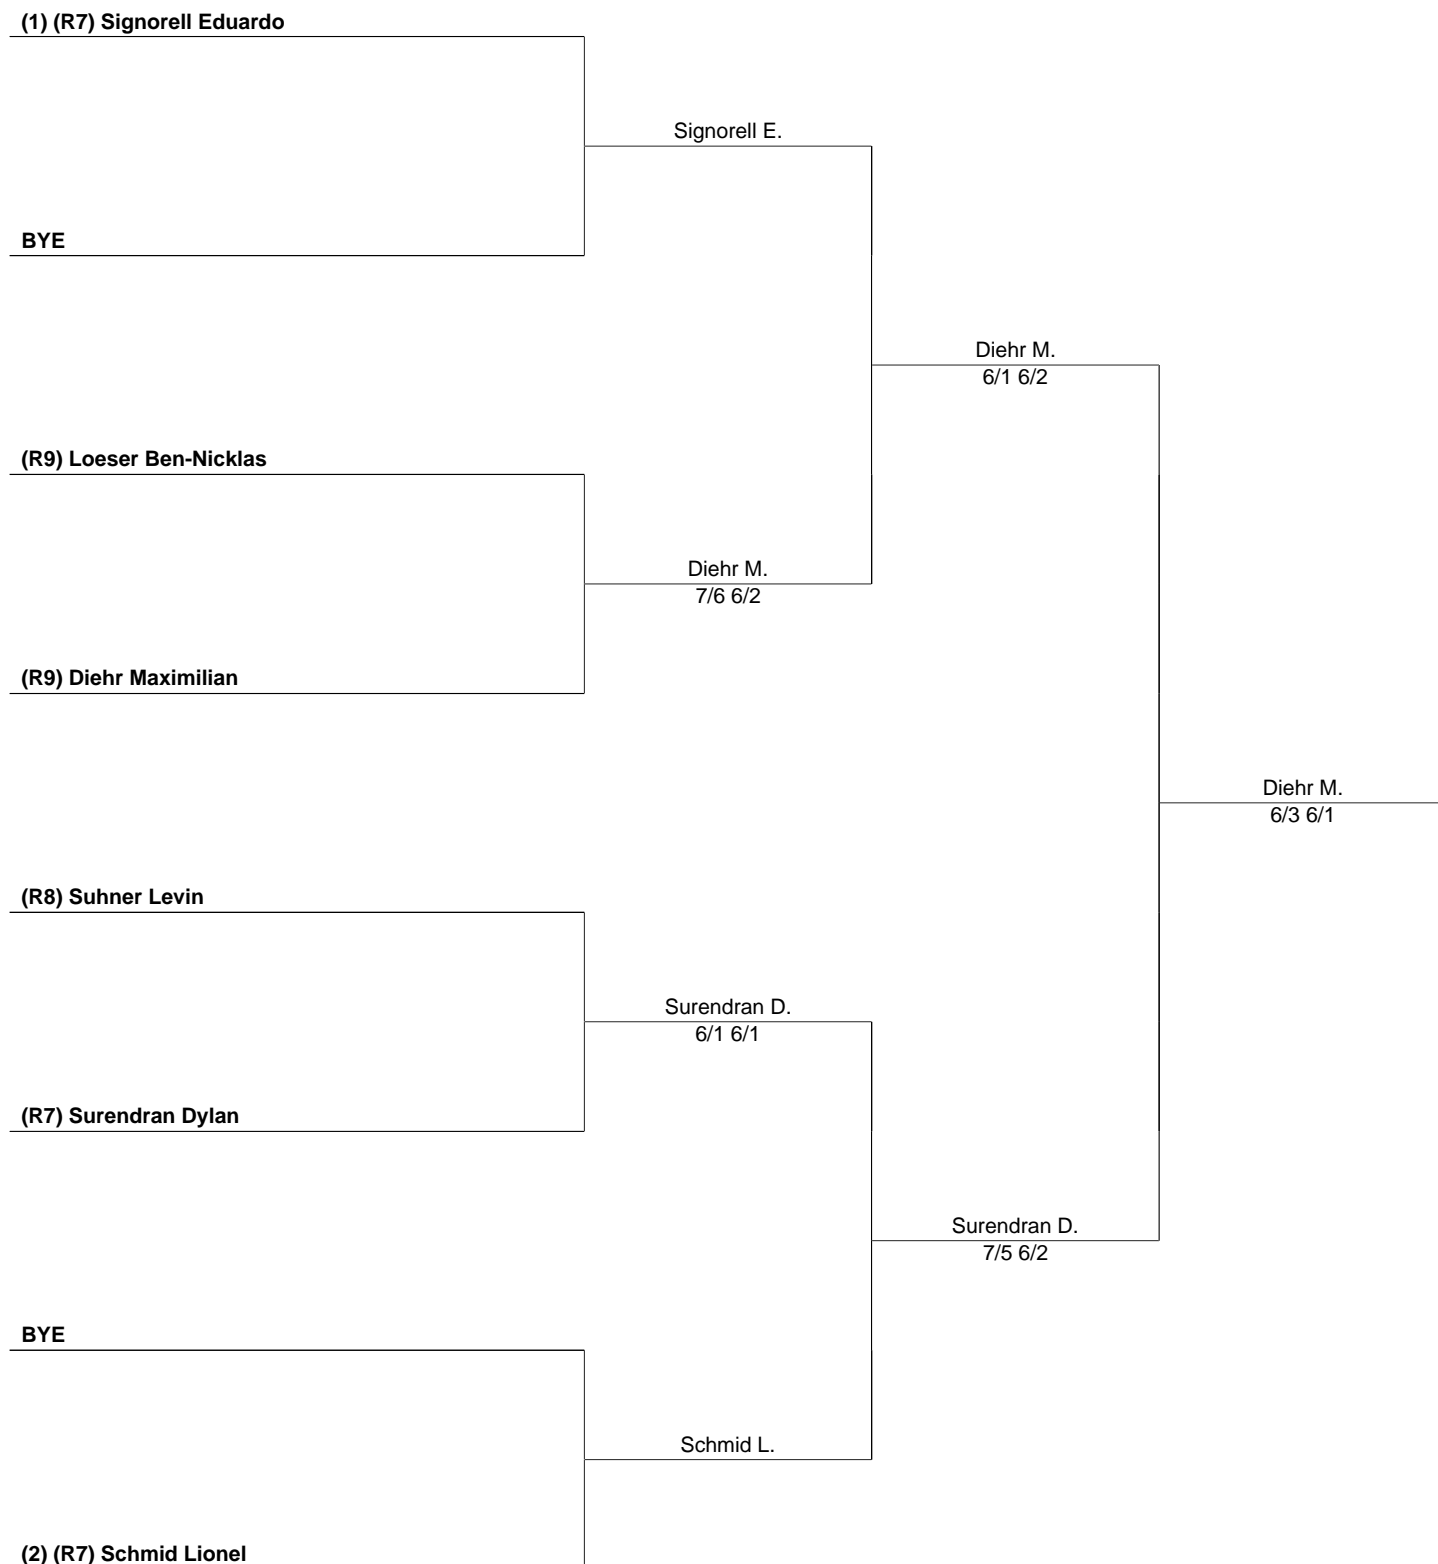 (1) (R7) Signorell Eduardo
Signorell E.
BYE
Diehr M.
6/1 6/2
(R9) Loeser Ben-Nicklas
Diehr M.
7/6 6/2
(R9) Diehr Maximilian
Diehr M.
6/3 6/1
(R8) Suhner Levin
Surendran D.
6/1 6/1
(R7) Surendran Dylan
Surendran D.
7/5 6/2
BYE
Schmid L.
(2) (R7) Schmid Lionel